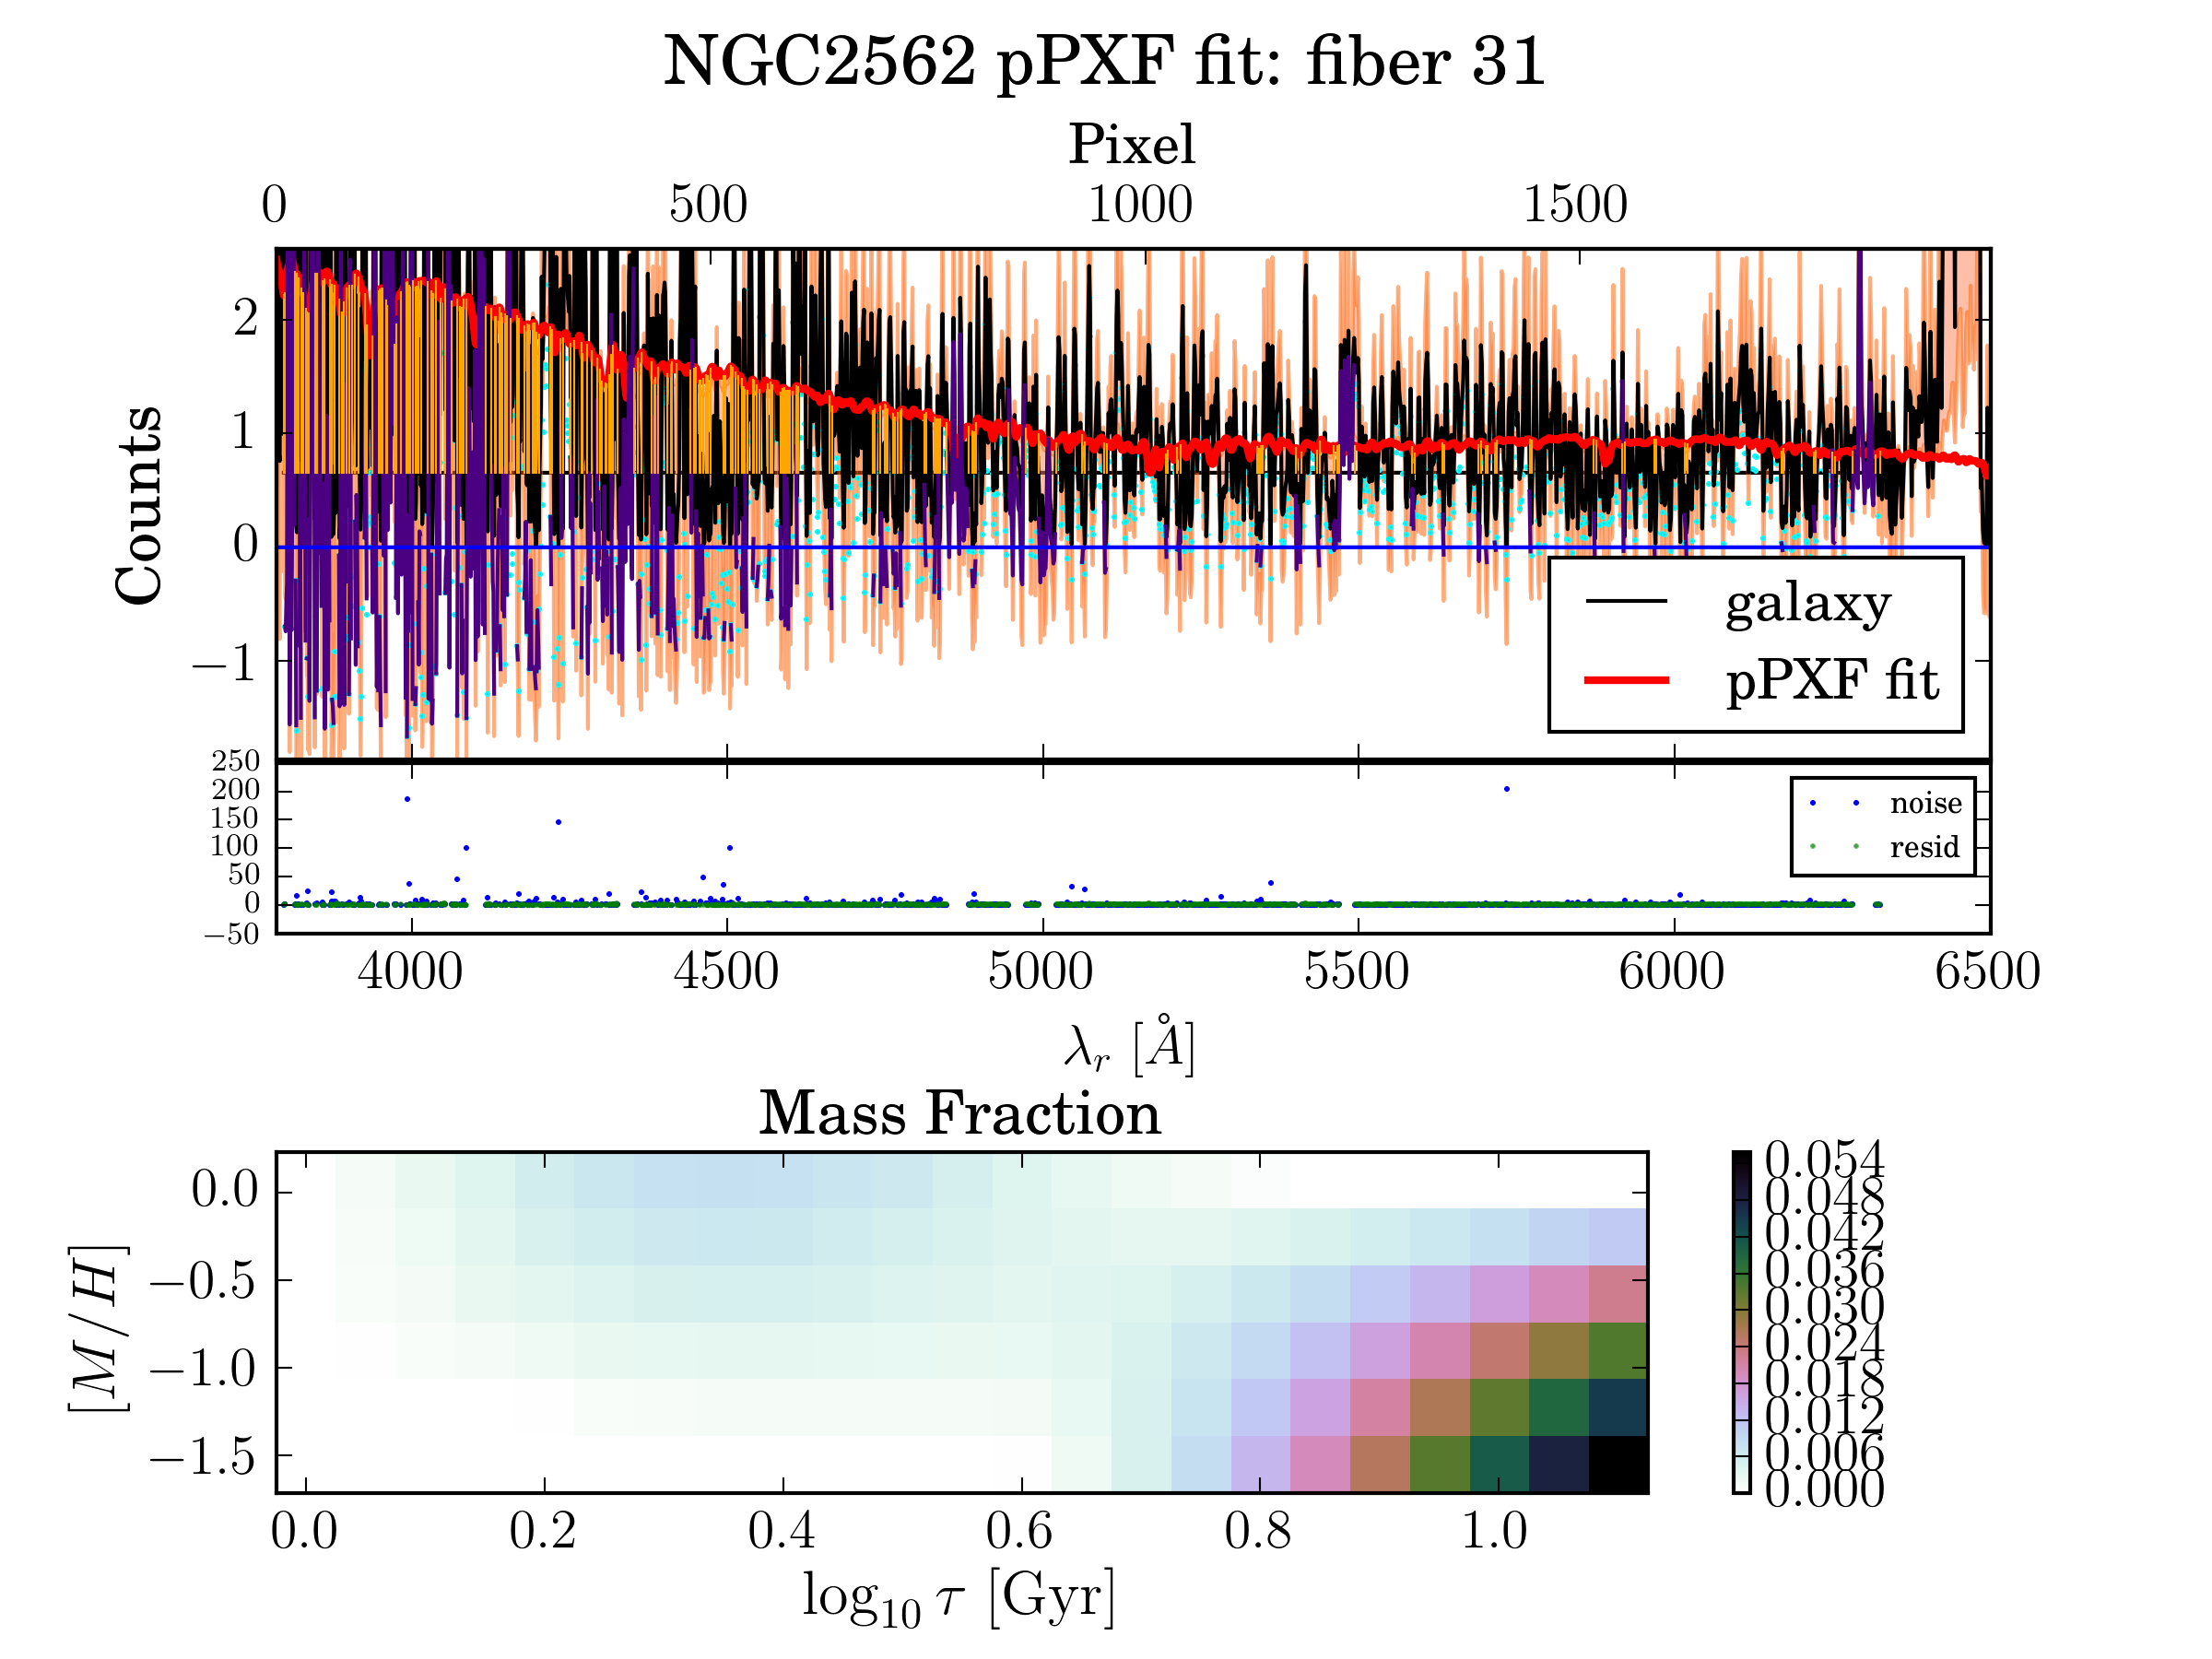 NGC2562 pPXF fit: fiber 31
Pixel
0 500 1000 1500
Counts
2
1
0
−1
galaxy
pPXF fit
250
200
150
100
50
0
−50
noise
resid
4000 4500 5000 5500 6000 6500
λr [Å]
Mass Fraction
[M/H]
0.0
−0.5
−1.0
−1.5
0.0 0.2 0.4 0.6 0.8 1.0
log10 τ [Gyr]
0.054
0.048
0.042
0.036
0.030
0.024
0.018
0.012
0.006
0.000